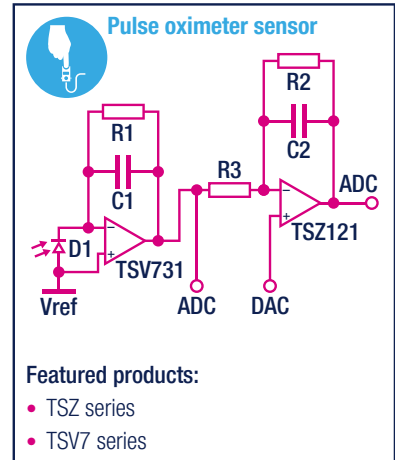 Pulse oximeter sensor
R1
C1
R2
C2
R3
D1
TSV731
TSZ121
ADC
Vref
ADC
DAC
Featured products:
• TSZ series
• TSV7 series